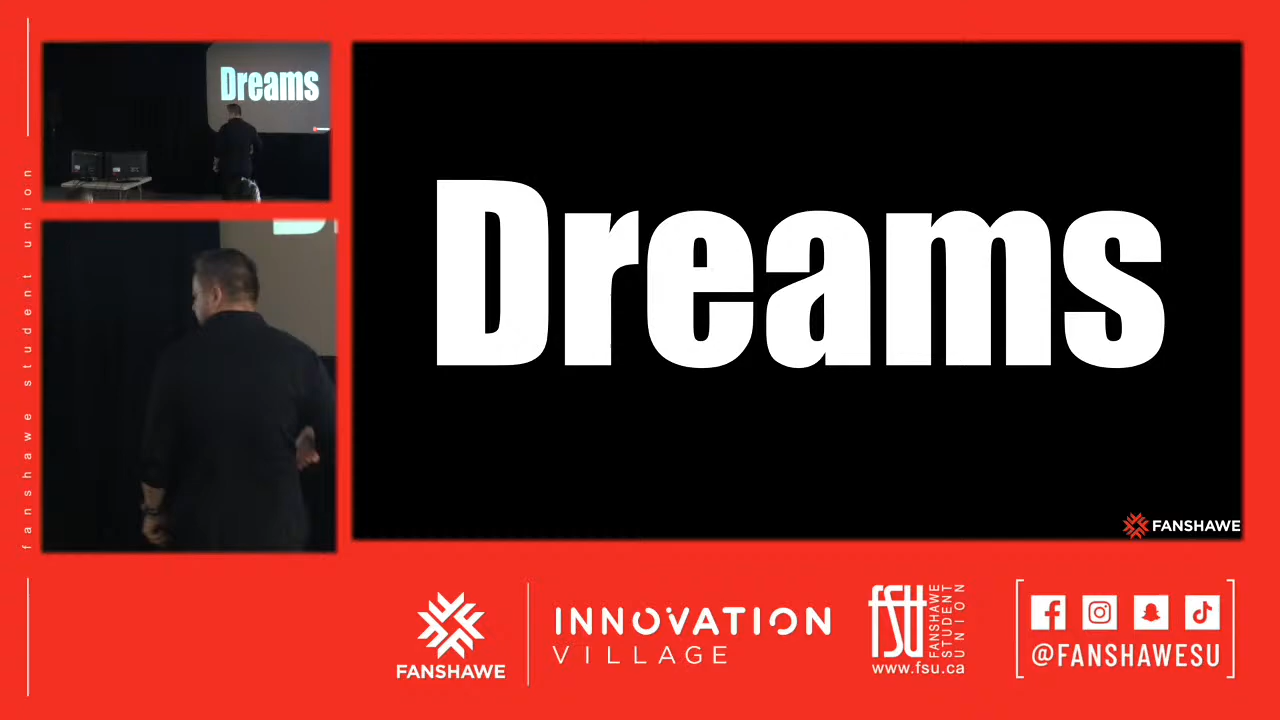 fanshawe student union
Dreams
Dreams
FANSHAWE
FANSHAWE
INNOVATION
VILLAGE
fsu
FANSHAWE
STUDENT
UNION
www.fsu.ca
@FANSHAWESU